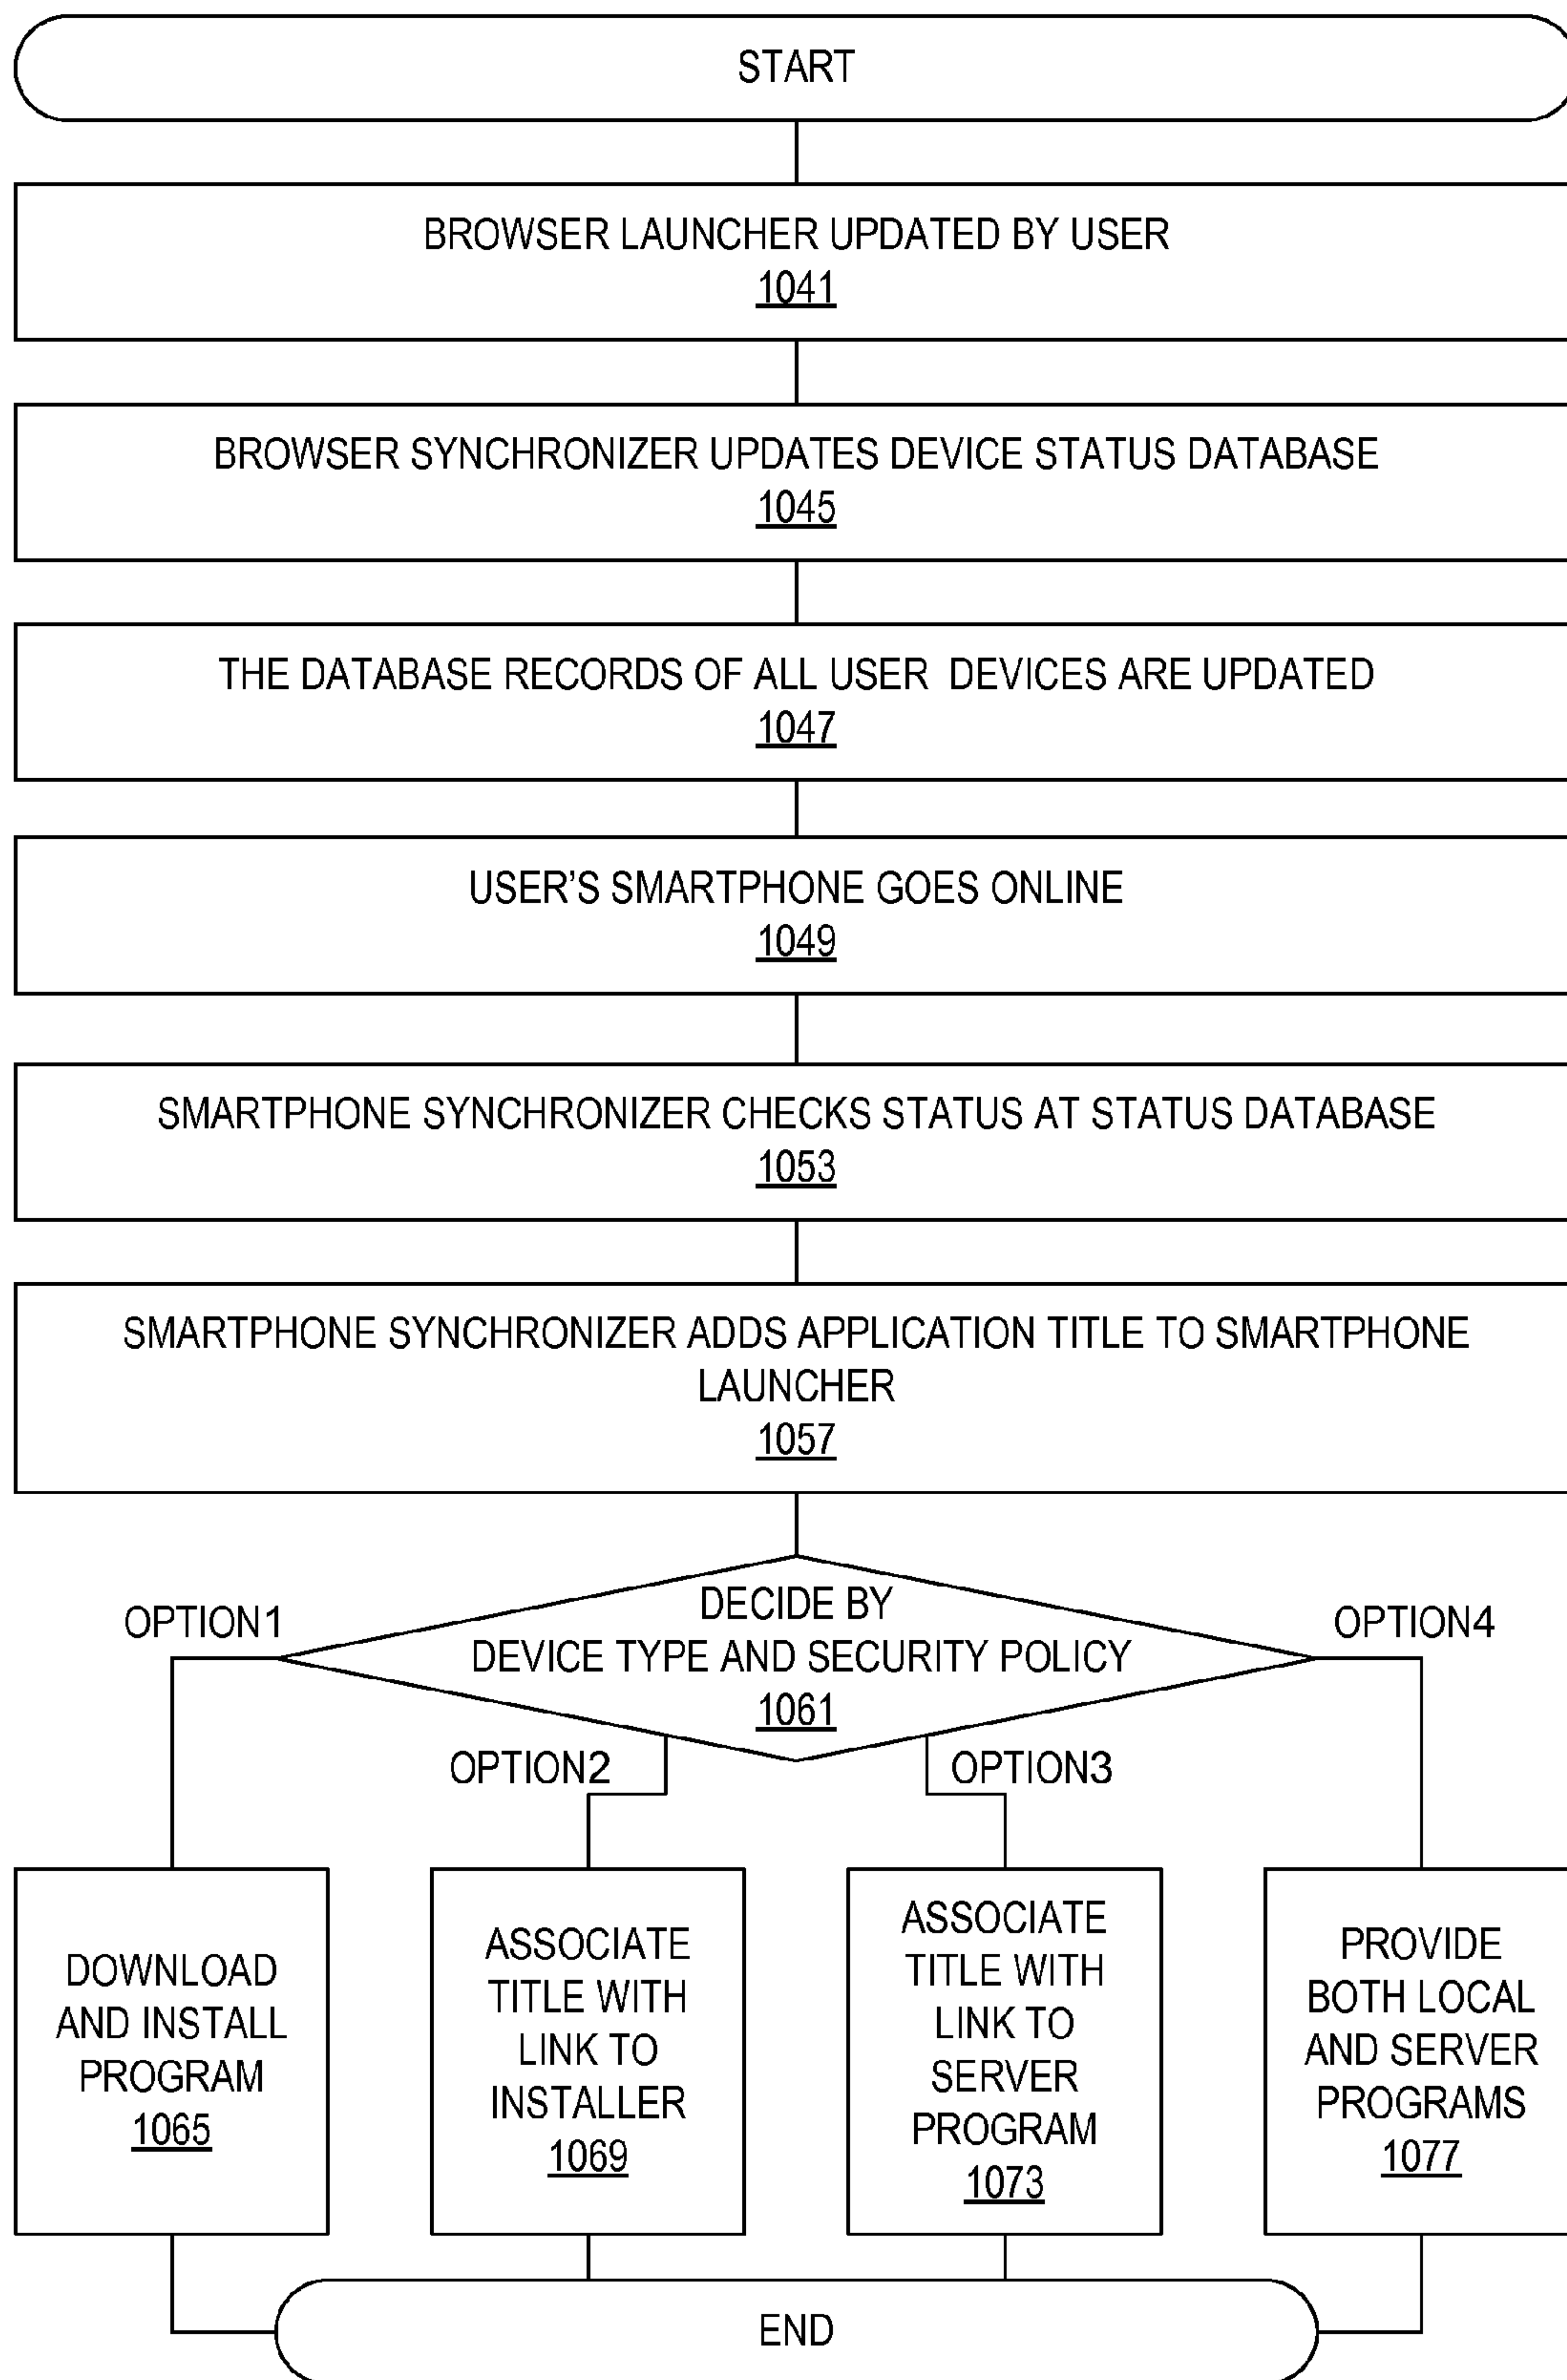 START
BROWSER LAUNCHER UPDATED BY USER
1041
BROWSER SYNCHRONIZER UPDATES DEVICE STATUS DATABASE
1045
THE DATABASE RECORDS OF ALL USER DEVICES ARE UPDATED
1047
USER'S SMARTPHONE GOES ONLINE
1049
SMARTPHONE SYNCHRONIZER CHECKS STATUS AT STATUS DATABASE
1053
SMARTPHONE SYNCHRONIZER ADDS APPLICATION TITLE TO SMARTPHONE
LAUNCHER
1057
DECIDE BY
DEVICE TYPE AND SECURITY POLICY
1061
OPTION1
OPTION2
OPTION3
OPTION4
DOWNLOAD
AND INSTALL
PROGRAM
1065
ASSOCIATE
TITLE WITH
LINK TO
INSTALLER
1069
ASSOCIATE
TITLE WITH
LINK TO
SERVER
PROGRAM
1073
PROVIDE
BOTH LOCAL
AND SERVER
PROGRAMS
1077
END